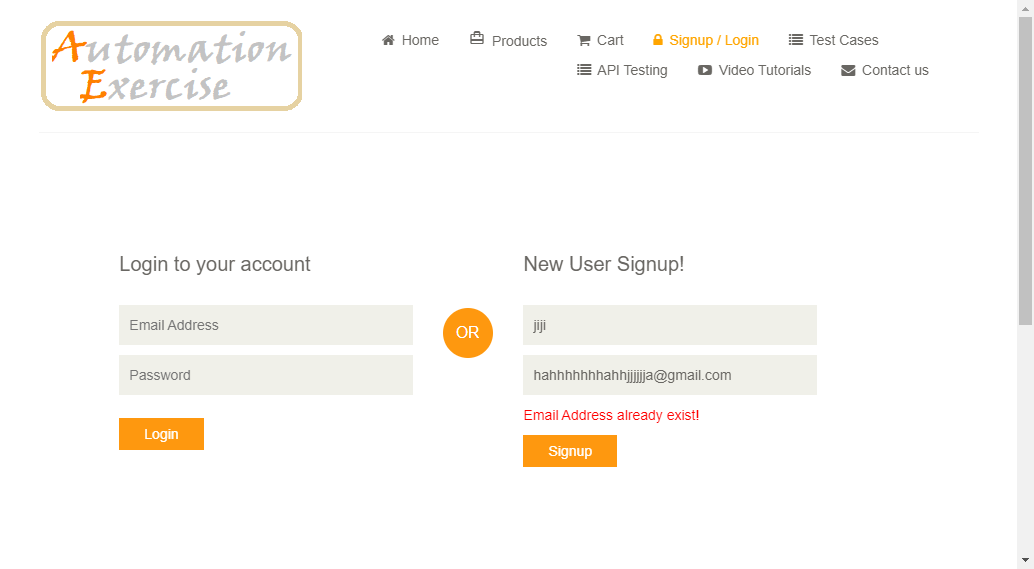 Automation
Exercise
Home Products Cart Signup / Login Test Cases
API Testing Video Tutorials Contact us
Login to your account
Email Address
Password
Login
OR
New User Signup!
jiji
hahhhhhhhahhjjjjjja@gmail.com
Email Address already exist!
Signup